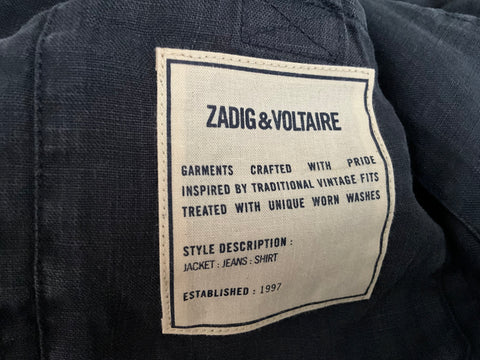 ZADIG&VOLTAIRE
GARMENTS CRAFTED WITH PRIDE
INSPIRED BY TRADITIONAL VINTAGE FITS
TREATED WITH UNIQUE WORN WASHES
STYLE DESCRIPTION :
JACKET : JEANS : SHIRT
ESTABLISHED : 1997